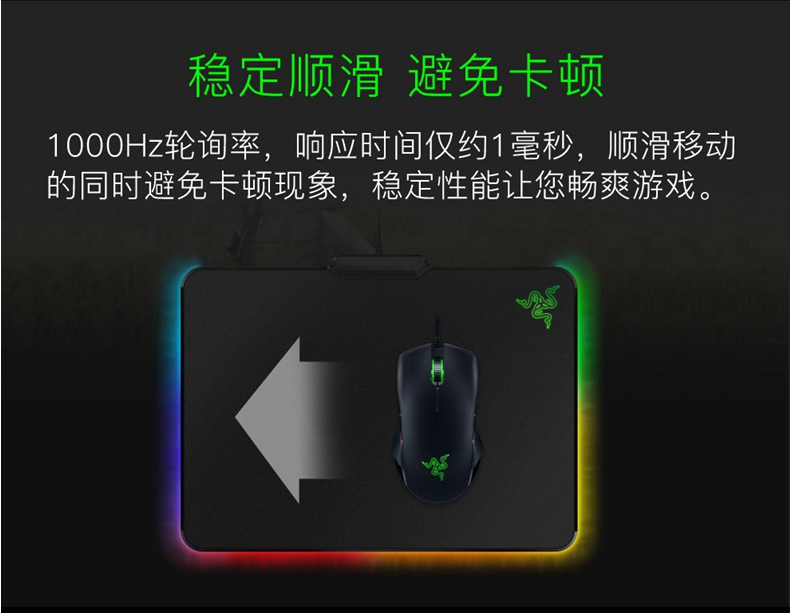 稳定顺滑 避免卡顿
1000Hz轮询率，响应时间仅约1毫秒，顺滑移动
的同时避免卡顿现象，稳定性能让您畅爽游戏。